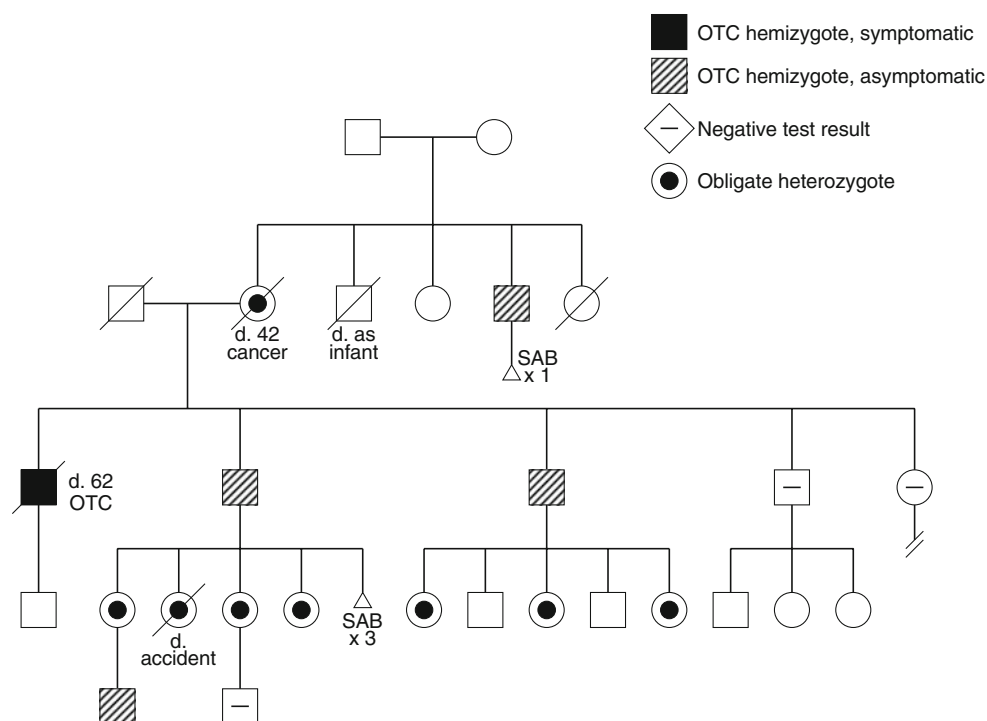 OTC hemizygote, symptomatic
OTC hemizygote, asymptomatic
Negative test result
Obligate heterozygote
d. 42
cancer
d. as
infant
SAB
x 1
d. 62
OTC
d.
accident
SAB
x 3